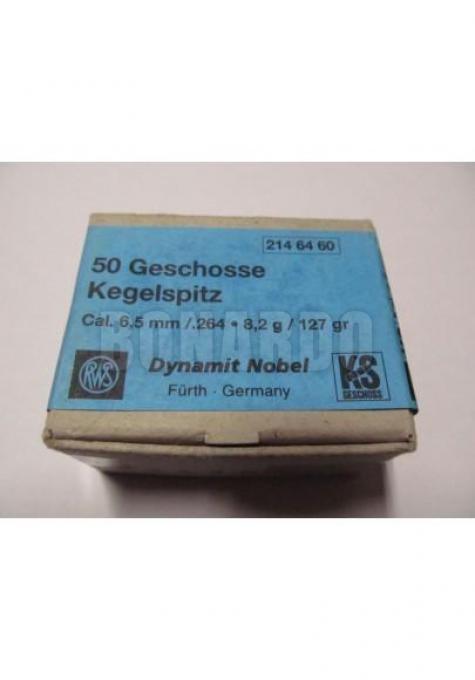 214 64 60
50 Geschosse
Kegelspitz
Cal. 6,5 mm /.264 • 8,2 g / 127 gr
BONARDO
RWS
Dynamit Nobel
Fürth · Germany
KS
GESCHOSS